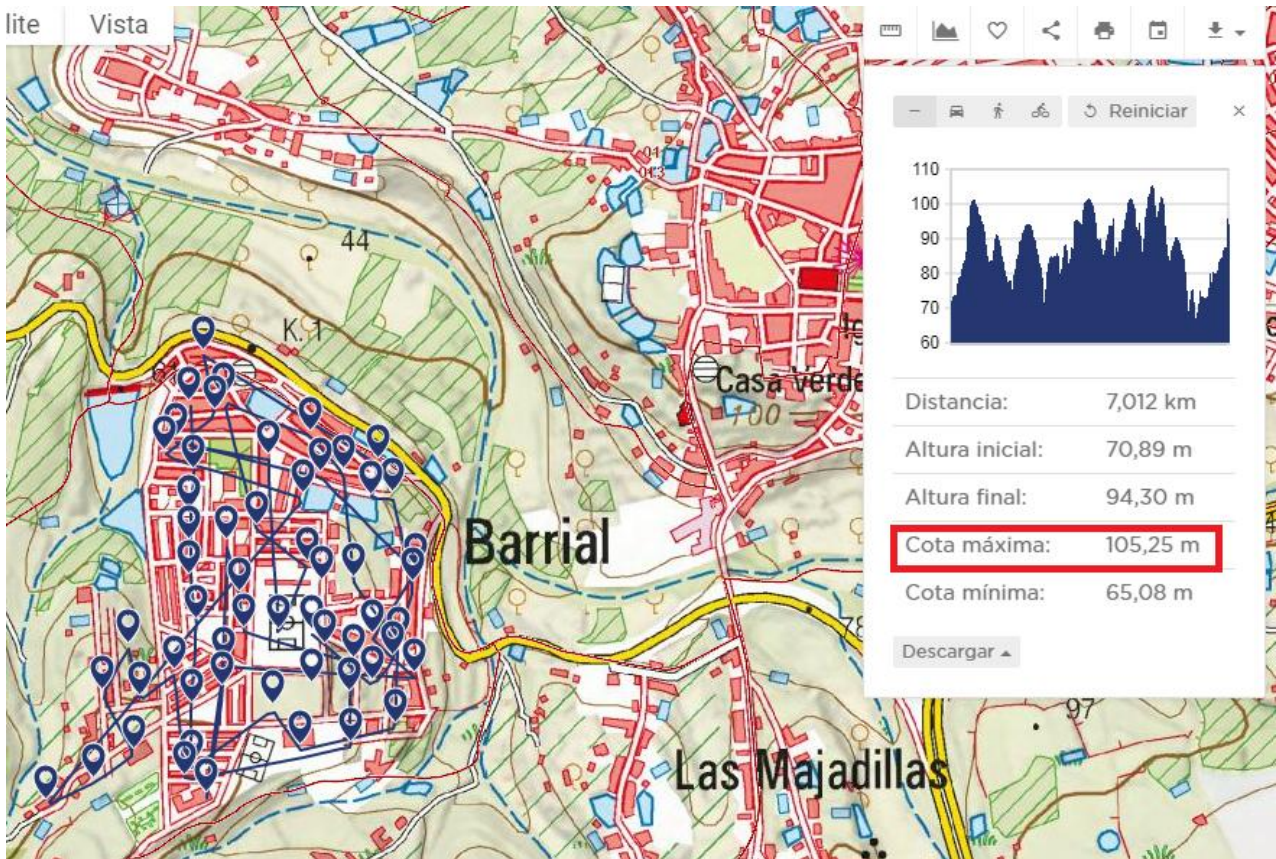 lite Vista
Reiniciar
110
100
90
80
70
60
Distancia: 7,012 km
Altura inicial: 70,89 m
Altura final: 94,30 m
Cota máxima: 105,25 m
Cota mínima: 65,08 m
Descargar
44
K. 1
Casa Verde
100
Barrial
78
97
Las Majadillas